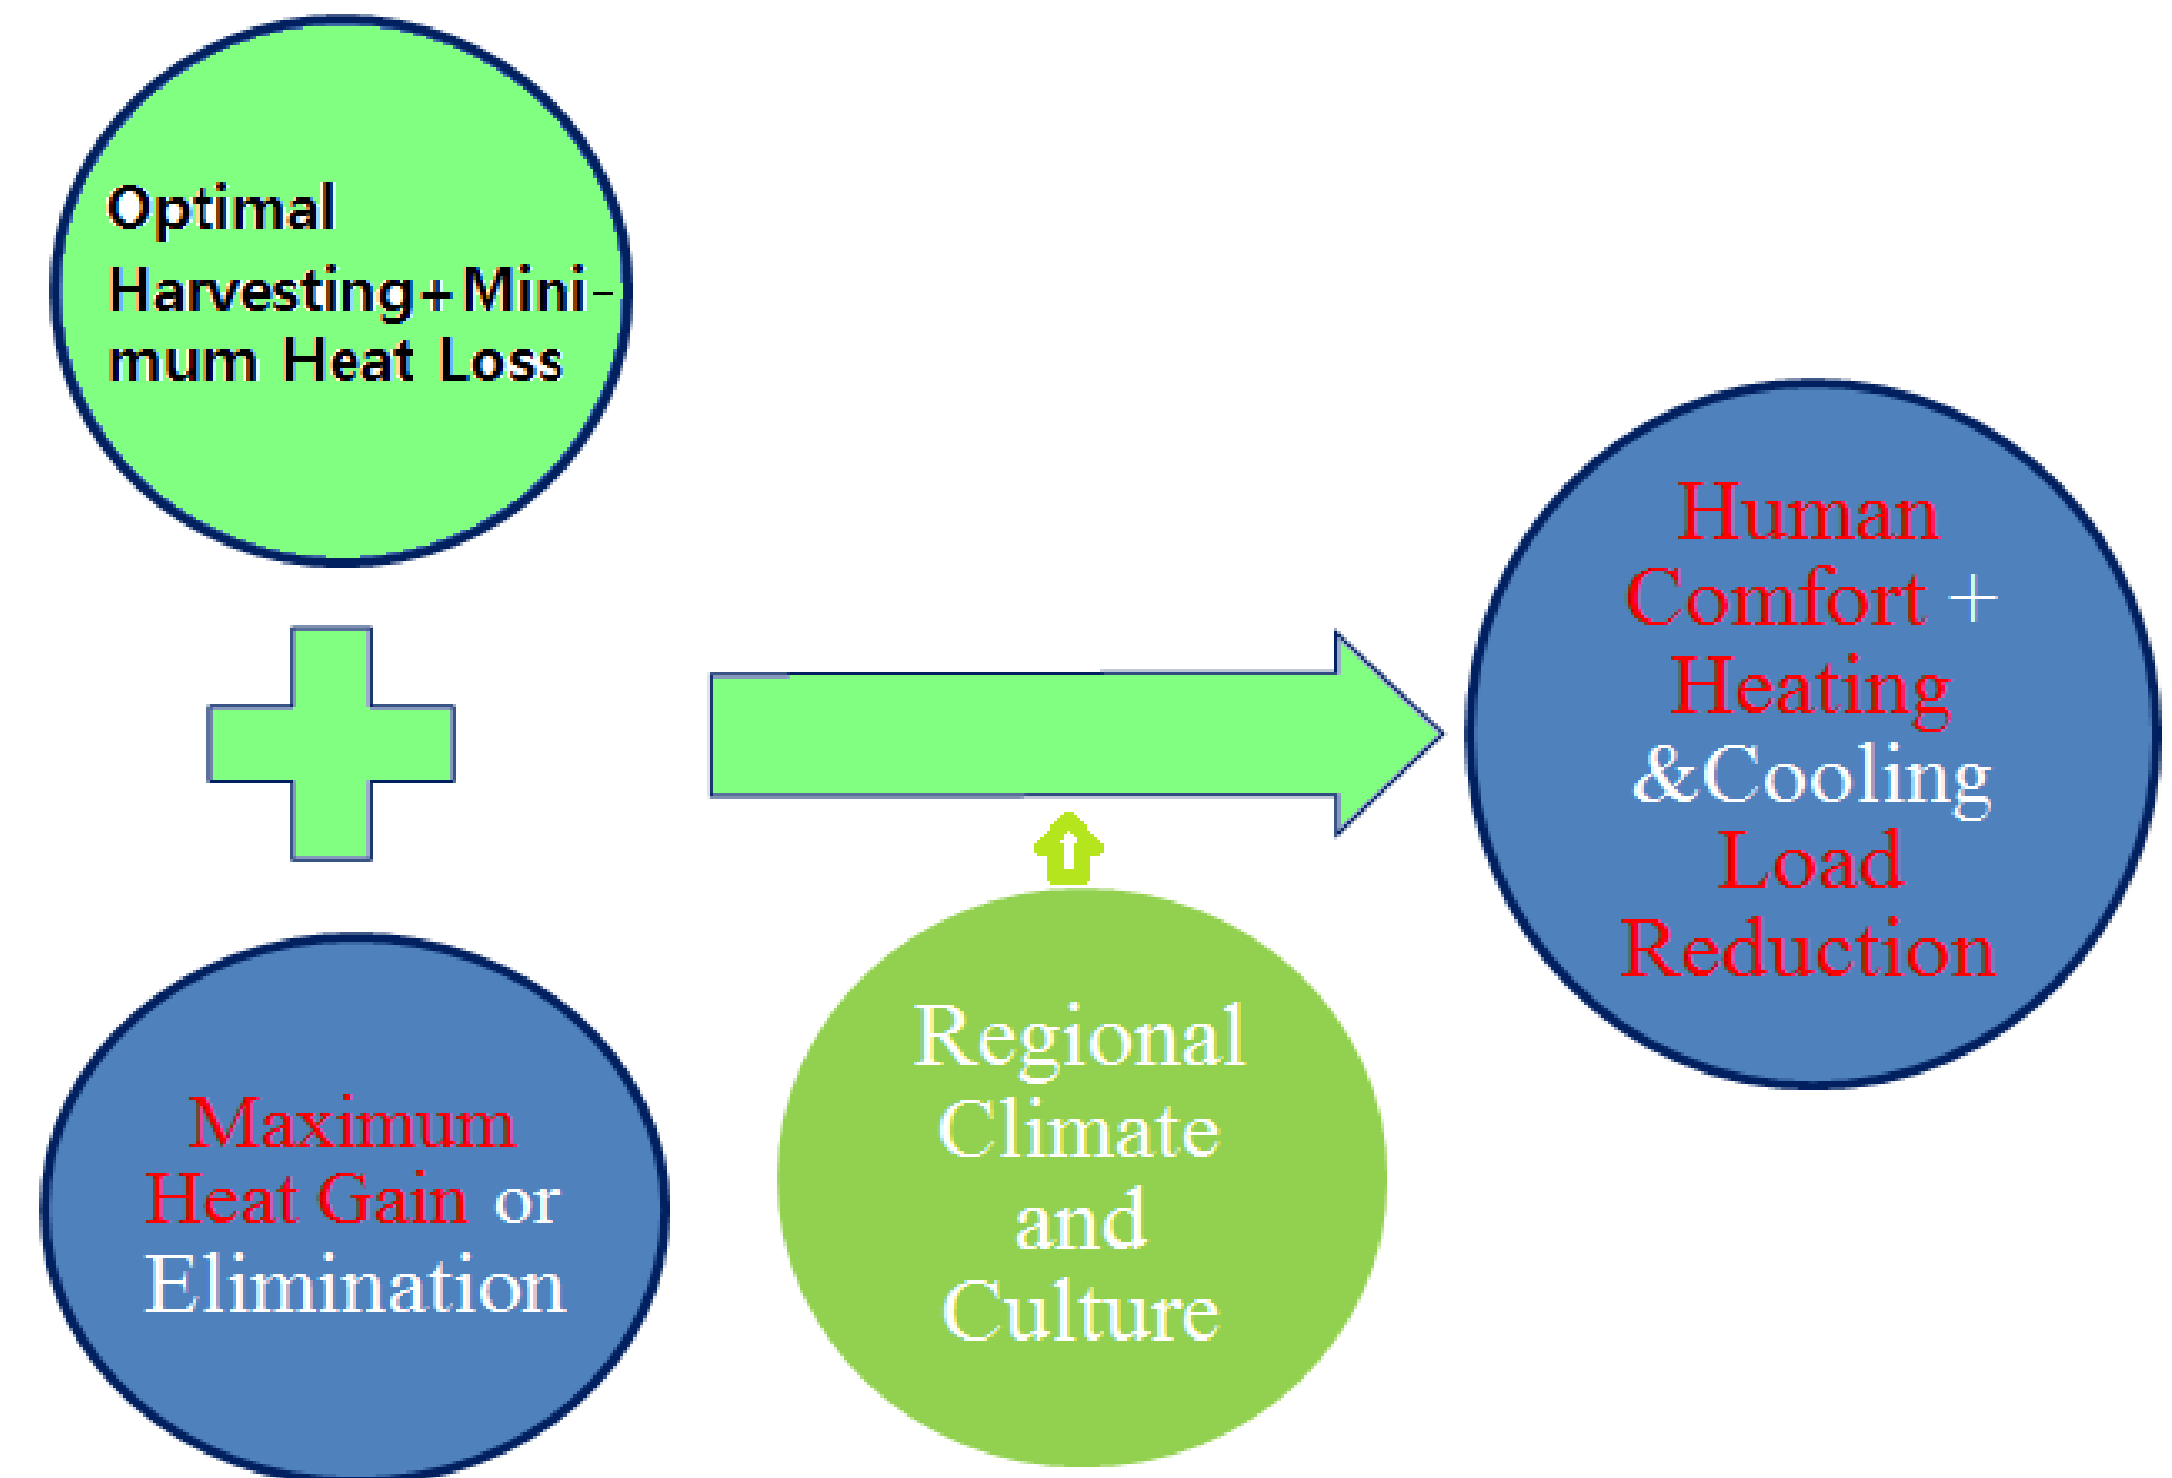 Optimal
Harvesting+Mini-
mum Heat Loss
Maximum
Heat Gain or
Elimination
Regional
Climate
and
Culture
Human
Comfort +
Heating
&Cooling
Load
Reduction